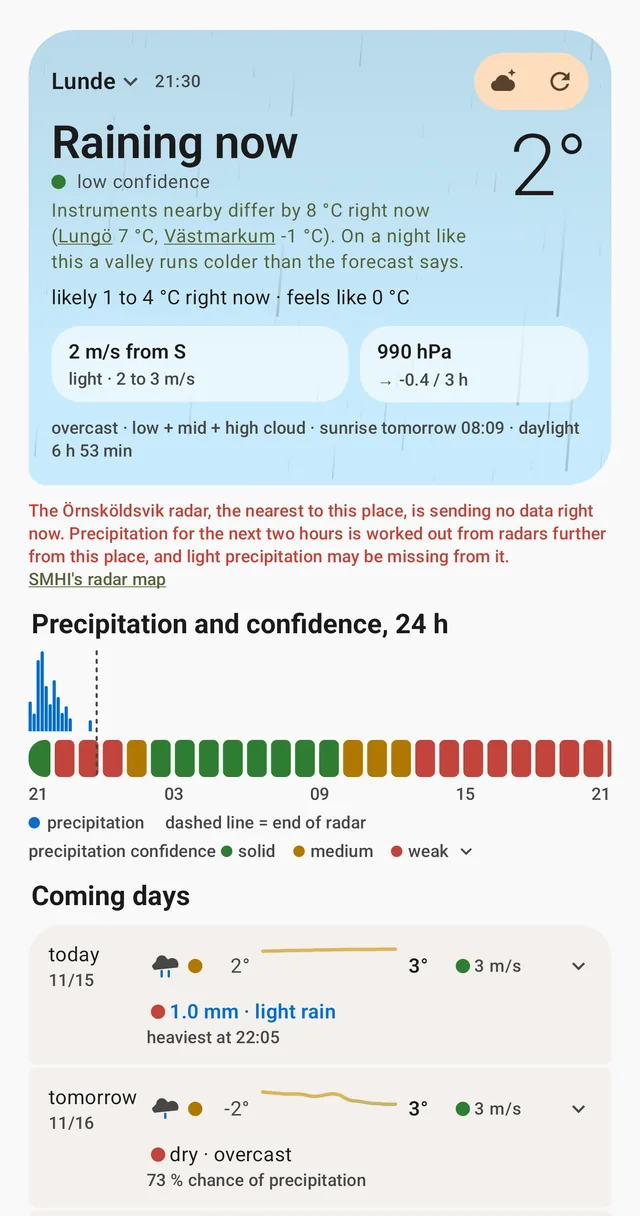 Lunde 21:30
Raining now
2°
low confidence
Instruments nearby differ by 8 °C right now
(Lungö 7 °C, Västmarkum -1 °C). On a night like
this a valley runs colder than the forecast says.
likely 1 to 4 °C right now · feels like 0 °C
2 m/s from S
light · 2 to 3 m/s
990 hPa
→ -0.4 / 3 h
overcast · low + mid + high cloud · sunrise tomorrow 08:09 · daylight
6 h 53 min
The Örnsköldsvik radar, the nearest to this place, is sending no data right
now. Precipitation for the next two hours is worked out from radars further
from this place, and light precipitation may be missing from it.
SMHI's radar map
Precipitation and confidence, 24 h
21 03 09 15 21
precipitation dashed line = end of radar
precipitation confidence solid medium weak
Coming days
today 2° 3° 3 m/s
11/15
1.0 mm · light rain
heaviest at 22:05
tomorrow -2° 3° 3 m/s
11/16
dry · overcast
73 % chance of precipitation